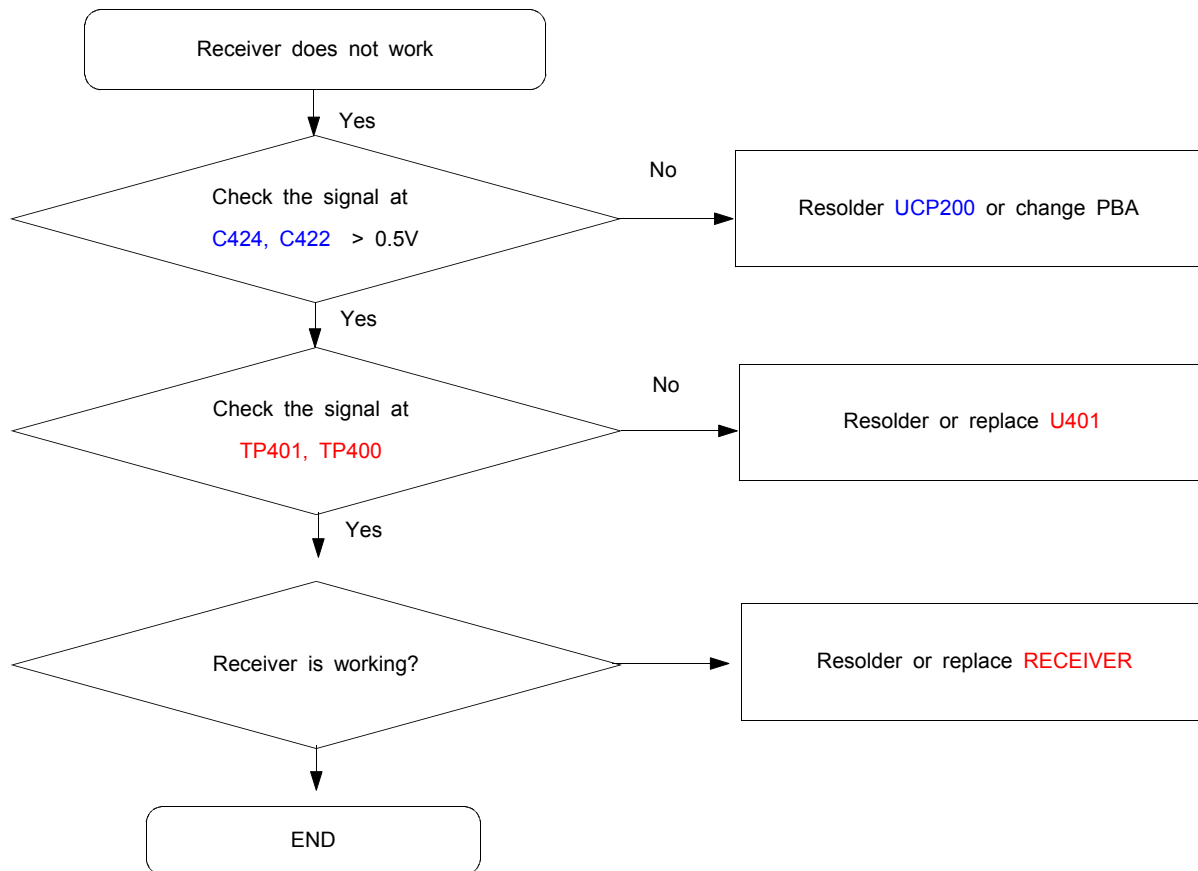 Receiver does not work
Yes
Check the signal at
C424, C422 > 0.5V
No
Resolder UCP200 or change PBA
Yes
Check the signal at
TP401, TP400
No
Resolder or replace U401
Yes
Receiver is working?
Resolder or replace RECEIVER
END